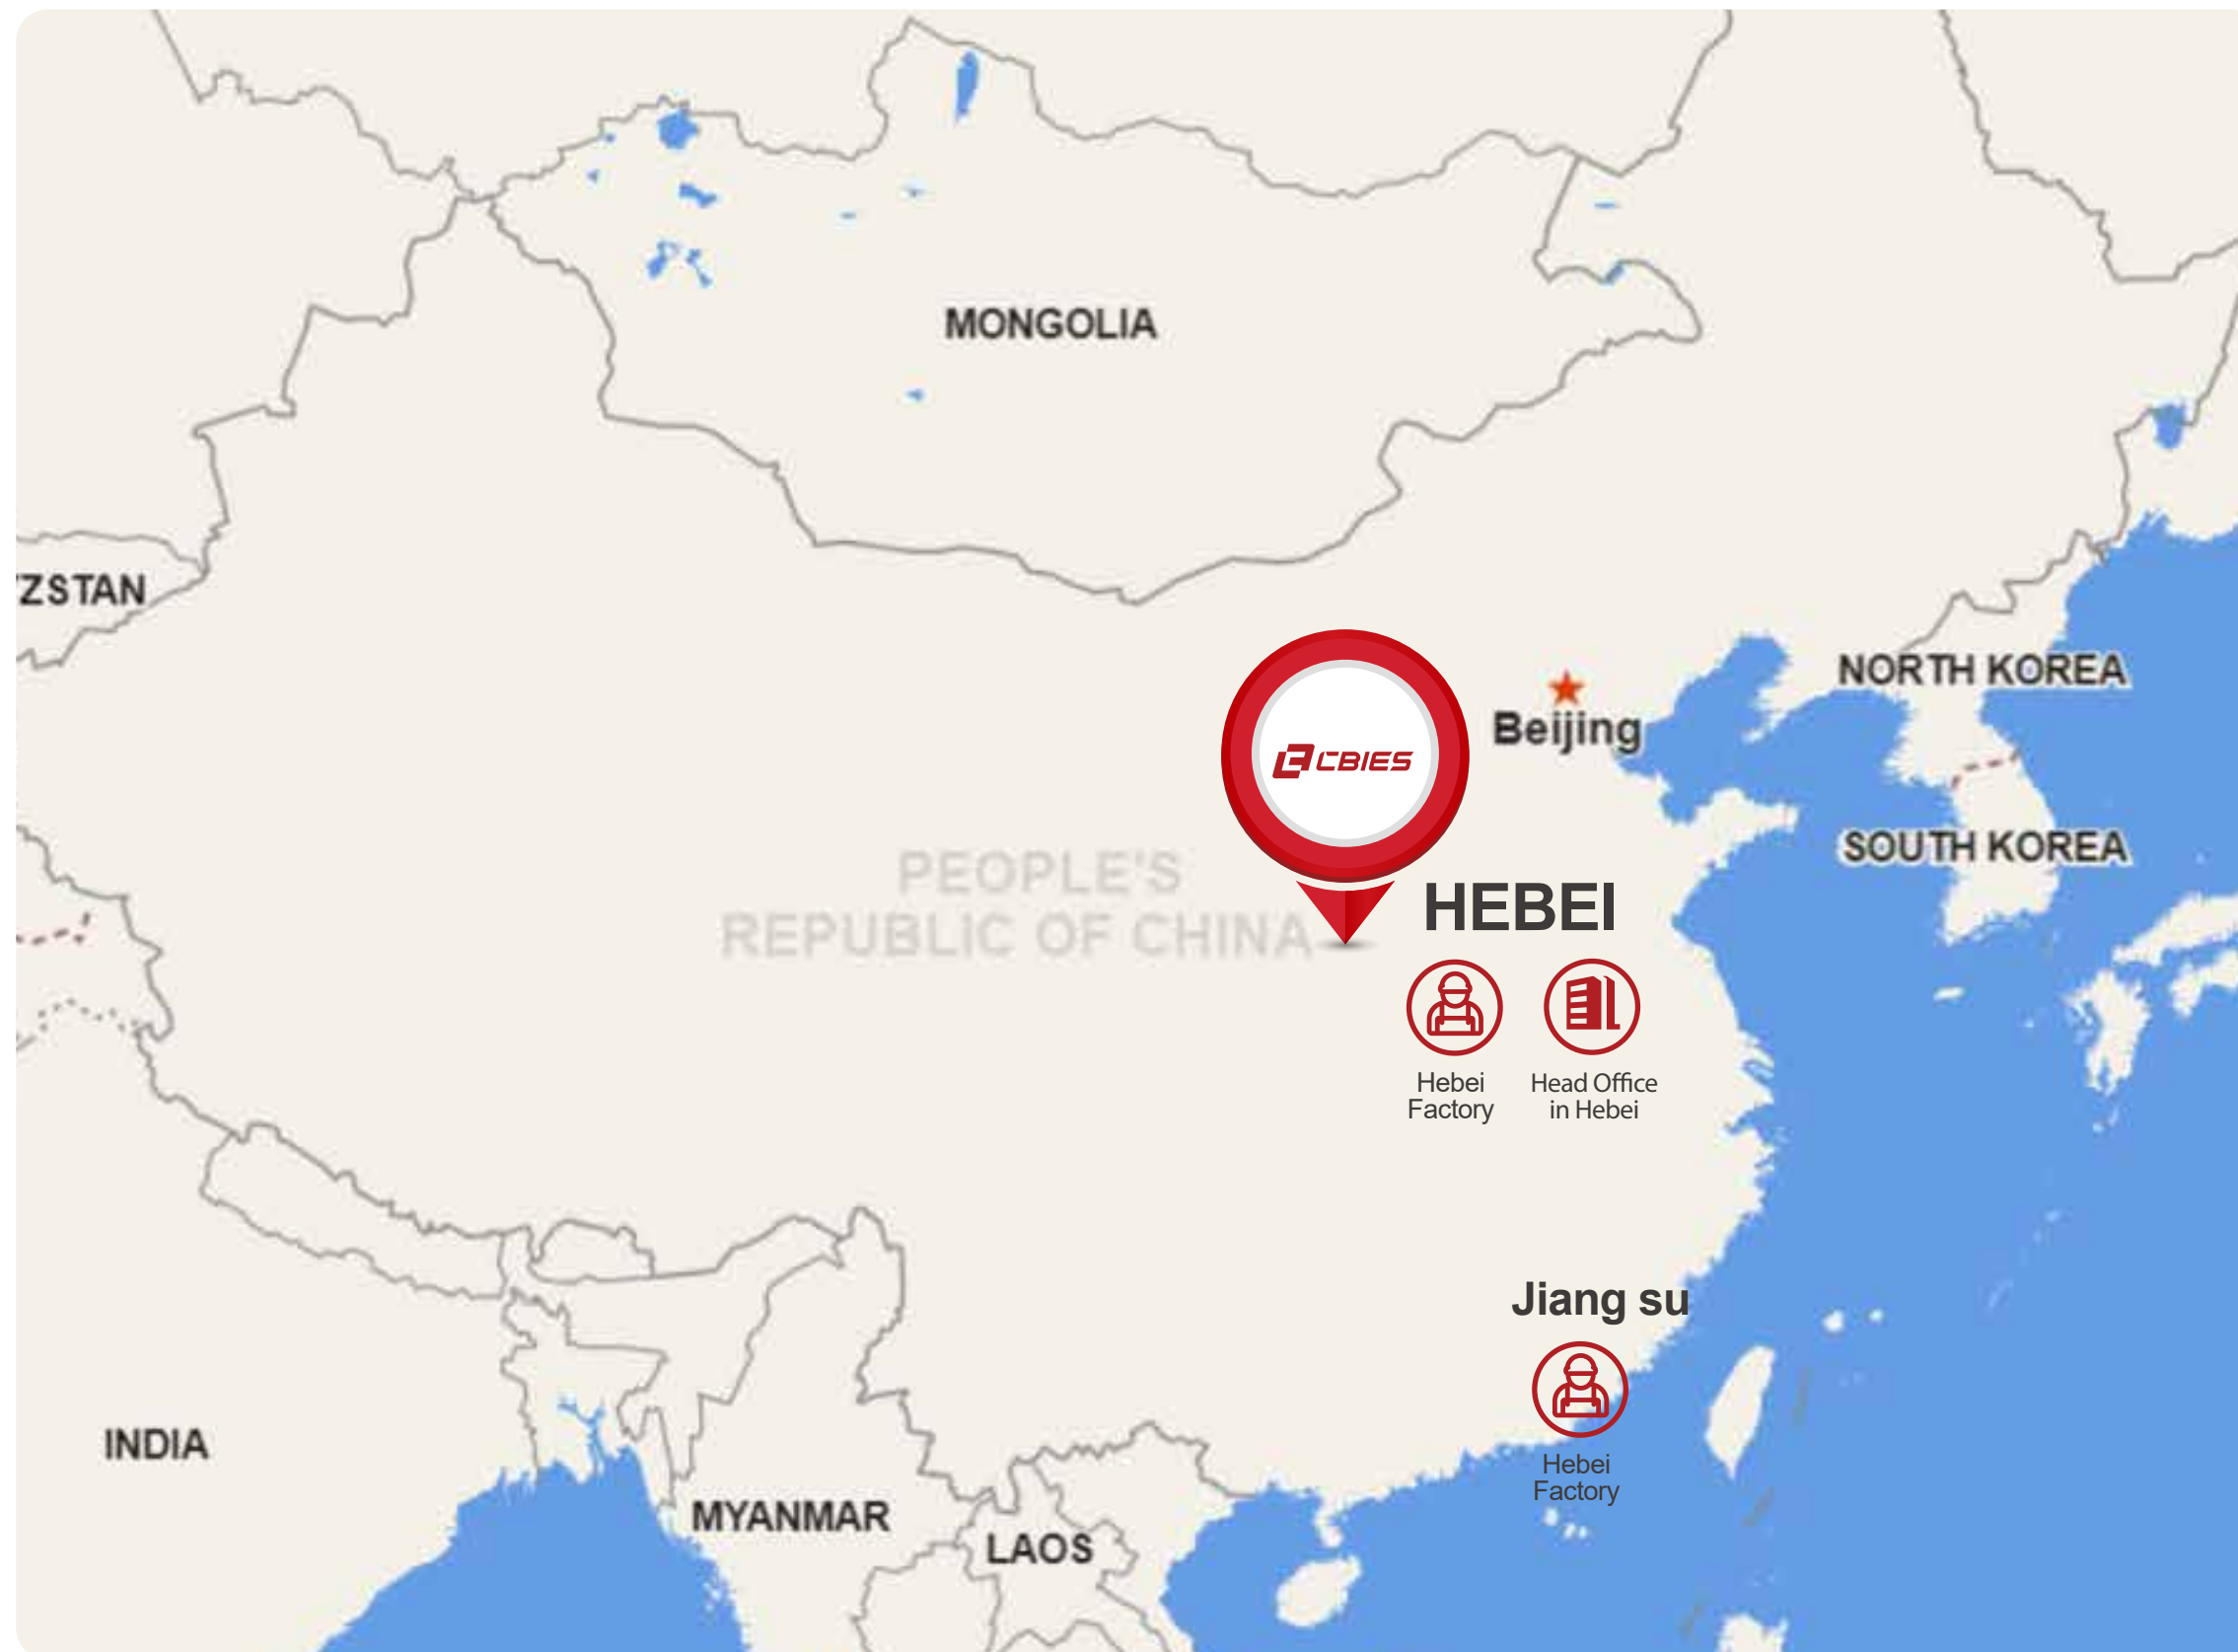 MONGOLIA
ZSTAN
NORTH KOREA
Beijing
CBIES
SOUTH KOREA
PEOPLE'S
REPUBLIC OF CHINA
HEBEI
Hebei
Factory
Head Office
in Hebei
Jiang su
Hebei
Factory
INDIA
MYANMAR
LAOS